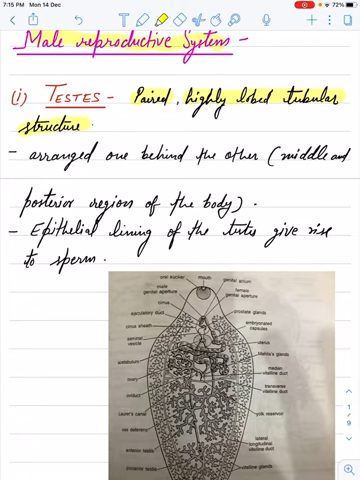 7:15 PM Mon 14 Dec
Male reproductive System -
(i) TESTES - Paired, highly lobed tubular
structure.
- arranged one behind the other (middle and
posterior regions of the body).
- Epithelial lining of the testes give rise
to sperm.
oral sucker
mouth
genital atrium
male
genital aperture
female
genital aperture
cirrus
prostate glands
ejaculatory duct
embryonated
capsules
cirrus sheath
seminal
vesicle
uterus
Mehlis's glands
acetabulum
median
vitelline duct
ovary
transverse
vitelline duct
oviduct
Laurer's canal
yolk reservoir
vas deferens
lateral
longitudinal
vitelline duct
anterior testis
posterior testis
vitelline glands
1
9